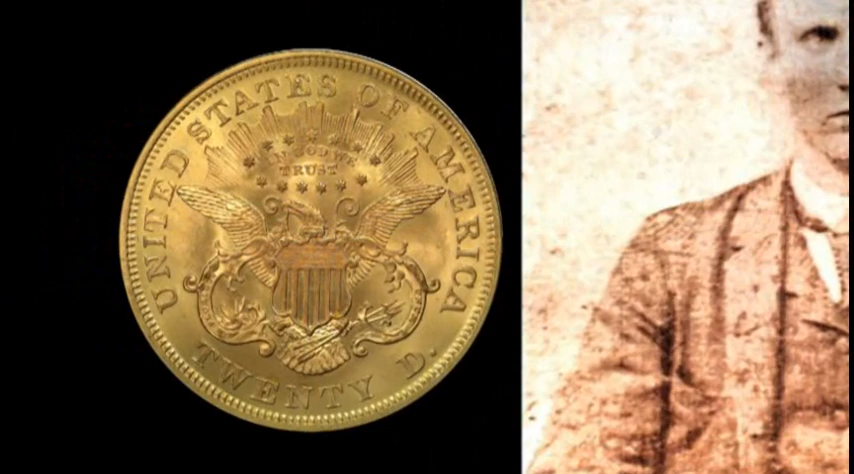 UNITED STATES OF AMERICA
IN GOD WE
TRUST
TWENTY D.